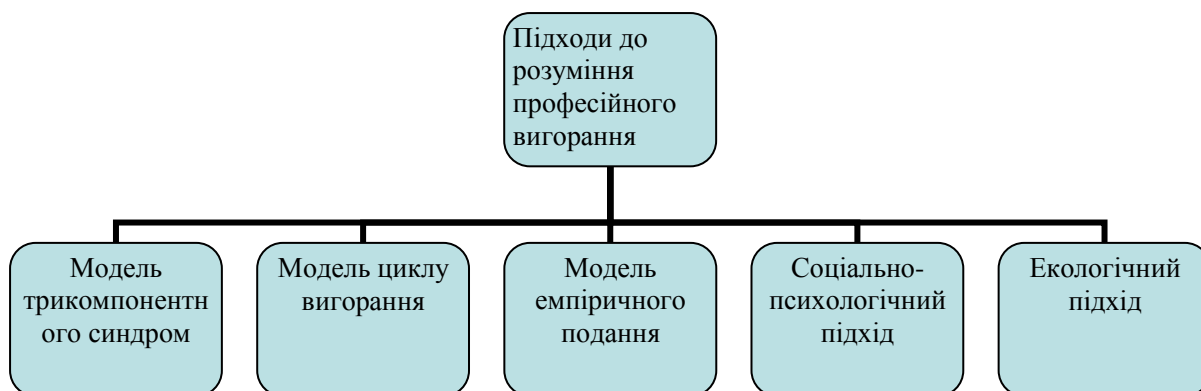 Підходи до
розуміння
професійного
вигорання
Модель
трикомпонентн
ого синдром
Модель циклу
вигорання
Модель
емпіричного
подання
Соціально-
психологічний
підхід
Екологічний
підхід